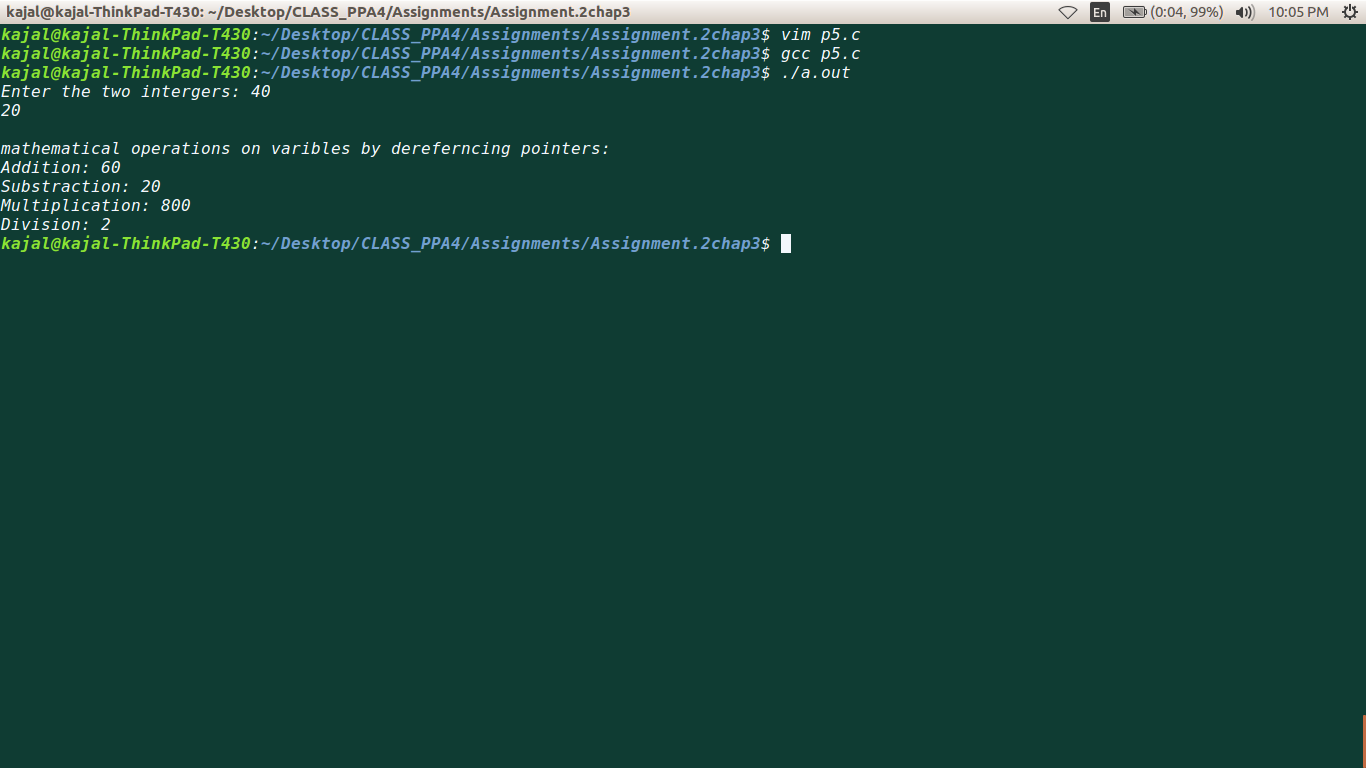 kajal@kajal-ThinkPad-T430: ~/Desktop/CLASS_PPA4/Assignments/Assignment.2chap3 En (0:04, 99%) 10:05 PM
kajal@kajal-ThinkPad-T430:~/Desktop/CLASS_PPA4/Assignments/Assignment.2chap3$ vim p5.c
kajal@kajal-ThinkPad-T430:~/Desktop/CLASS_PPA4/Assignments/Assignment.2chap3$ gcc p5.c
kajal@kajal-ThinkPad-T430:~/Desktop/CLASS_PPA4/Assignments/Assignment.2chap3$ ./a.out
Enter the two intergers: 40
20
mathematical operations on varibles by dereferncing pointers:
Addition: 60
Substraction: 20
Multiplication: 800
Division: 2
kajal@kajal-ThinkPad-T430:~/Desktop/CLASS_PPA4/Assignments/Assignment.2chap3$